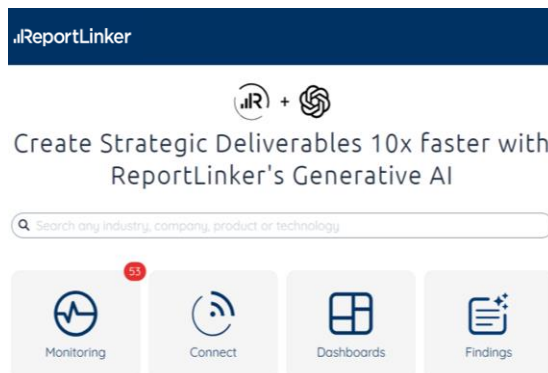 ReportLinker
R +
Create Strategic Deliverables 10x faster with
ReportLinker's Generative AI
Search any industry, company, product or technology
53
Monitoring Connect Dashboards Findings